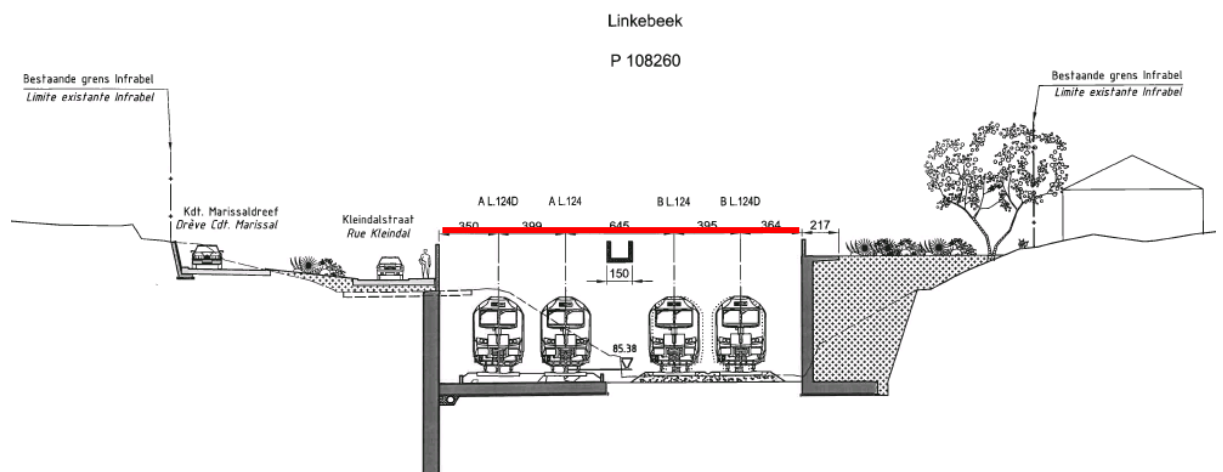 Linkebeek
P 108260
Bestaande grens Infrabel
Limite existante Infrabel
Bestaande grens Infrabel
Limite existante Infrabel
Kdt. Marissaldreef
Drève Cdt. Marissal
Kleindalstraat
Rue Kleindal
A L.124D
A L.124
B L.124
B L.124D
350
399
645
395
364
217
150
85.38